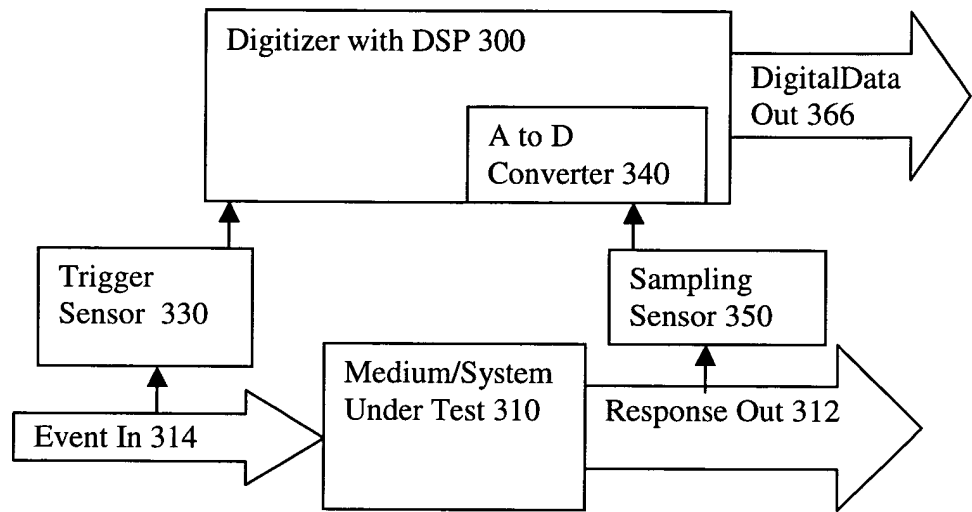 Digitizer with DSP 300
DigitalData
Out 366
A to D
Converter 340
Trigger
Sensor 330
Sampling
Sensor 350
Medium/System
Under Test 310
Event In 314
Response Out 312